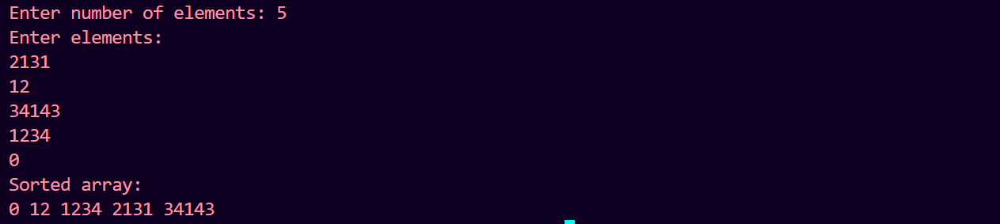 Enter number of elements: 5
Enter elements:
2131
12
34143
1234
0
Sorted array:
0 12 1234 2131 34143